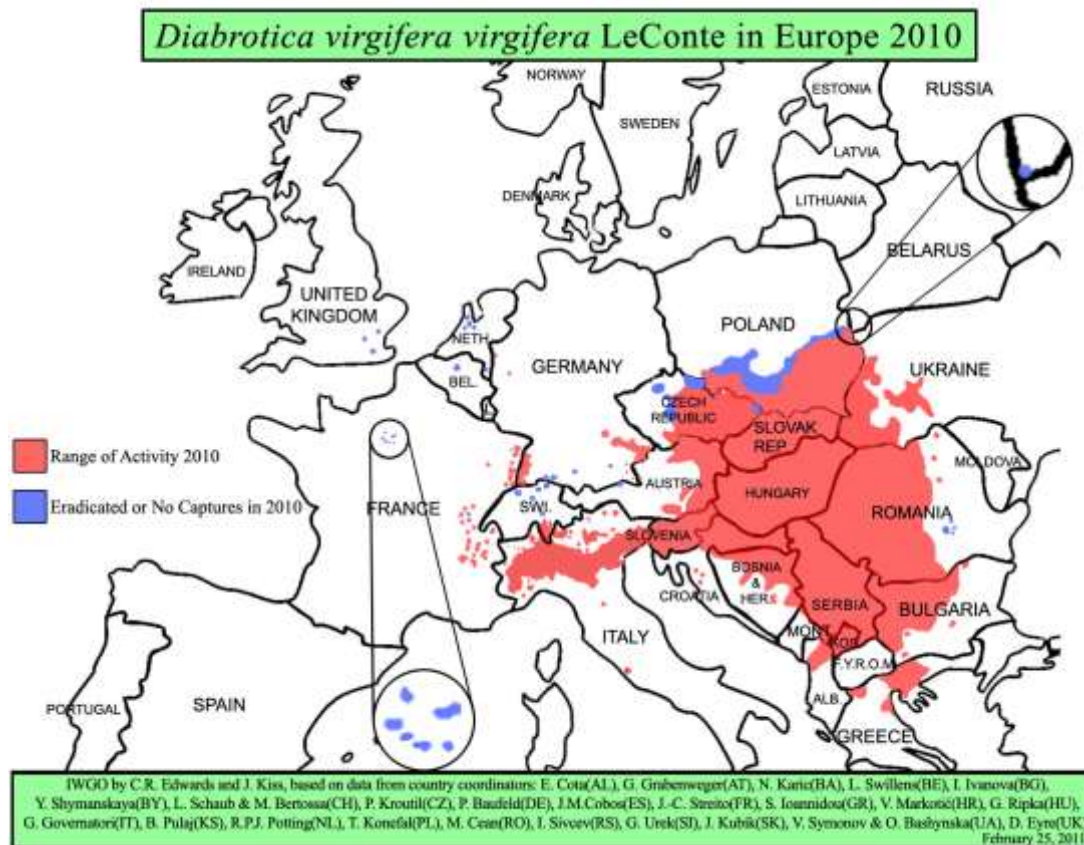 Diabrotica virgifera virgifera LeConte in Europe 2010
NORWAY
ESTONIA
RUSSIA
SWEDEN
LATVIA
DENMARK
LITHUANIA
BELARUS
IRELAND
UNITED
KINGDOM
NETH.
POLAND
GERMANY
UKRAINE
BEL.
CZECH
REPUBLIC
SLOVAK
REP.
Range of Activity 2010
MOLDOVA
AUSTRIA
HUNGARY
Eradicated or No Captures in 2010
FRANCE
SWI.
ROMANIA
SLOVENIA
BOSNIA
&
HER.
CROATIA
SERBIA
BULGARIA
ITALY
MONT.
KOS.
F.Y.R.O.M.
ALB.
PORTUGAL
SPAIN
GREECE
IWGO by C.R. Edwards and J. Kiss, based on data from country coordinators: E. Cota(AL), G. Grabenweger(AT), N. Karic(BA), L. Swillens(BE), I. Ivanova(BG),
Y. Shymanskaya(BY), L. Schaub & M. Bertossa(CH), P. Kroutil(CZ), P. Baufeld(DE), J.M.Cobos(ES), J.-C. Streito(FR), S. Ioannidou(GR), V. Markotić(HR), G. Ripka(HU),
G. Governatori(IT), B. Pulaj(KS), R.P.J. Potting(NL), T. Konefal(PL), M. Cean(RO), I. Sivcev(RS), G. Urek(SI), J. Kubik(SK), V. Symonov & O. Bashynska(UA), D. Eyre(UK)
February 25, 2011